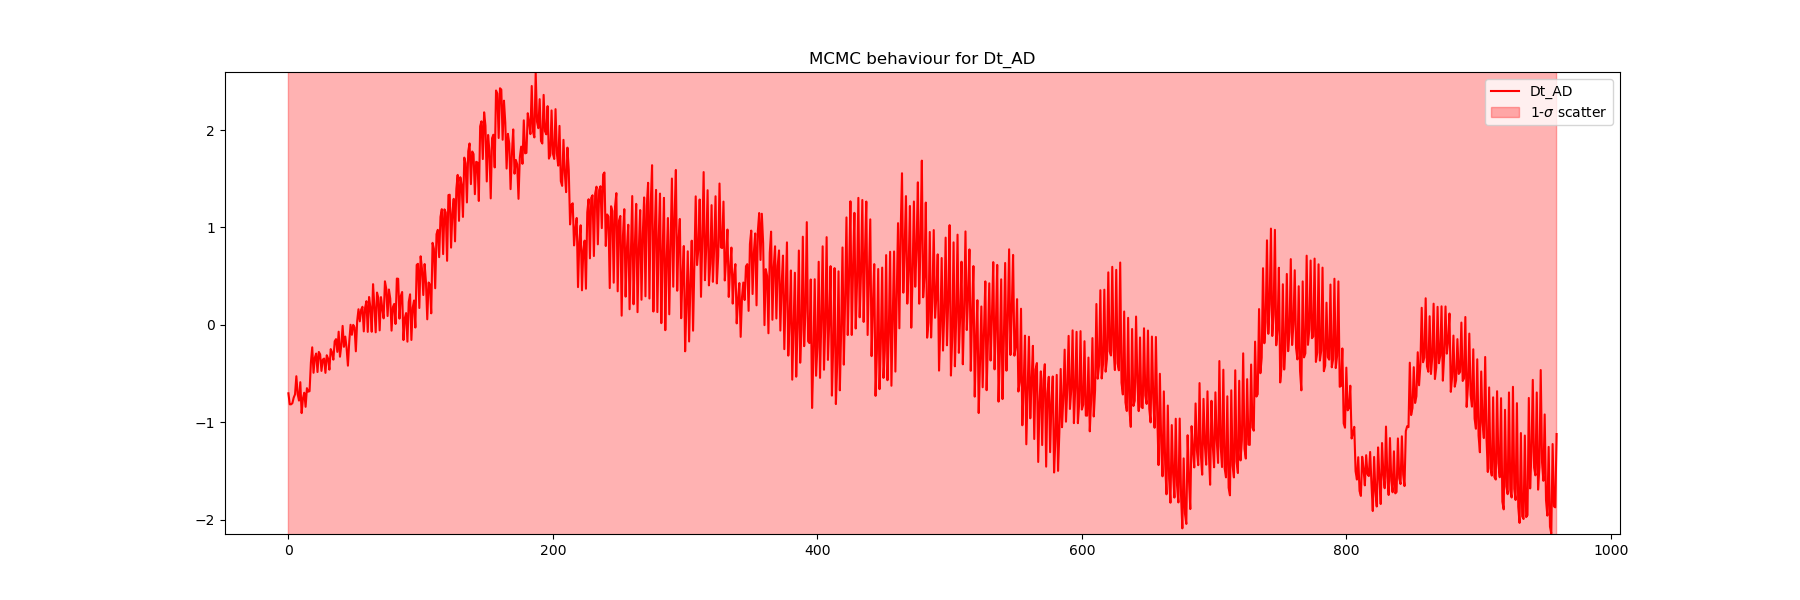 MCMC behaviour for Dt_AD
Dt_AD
1-σ scatter
2
1
0
−1
−2
0 200 400 600 800 1000